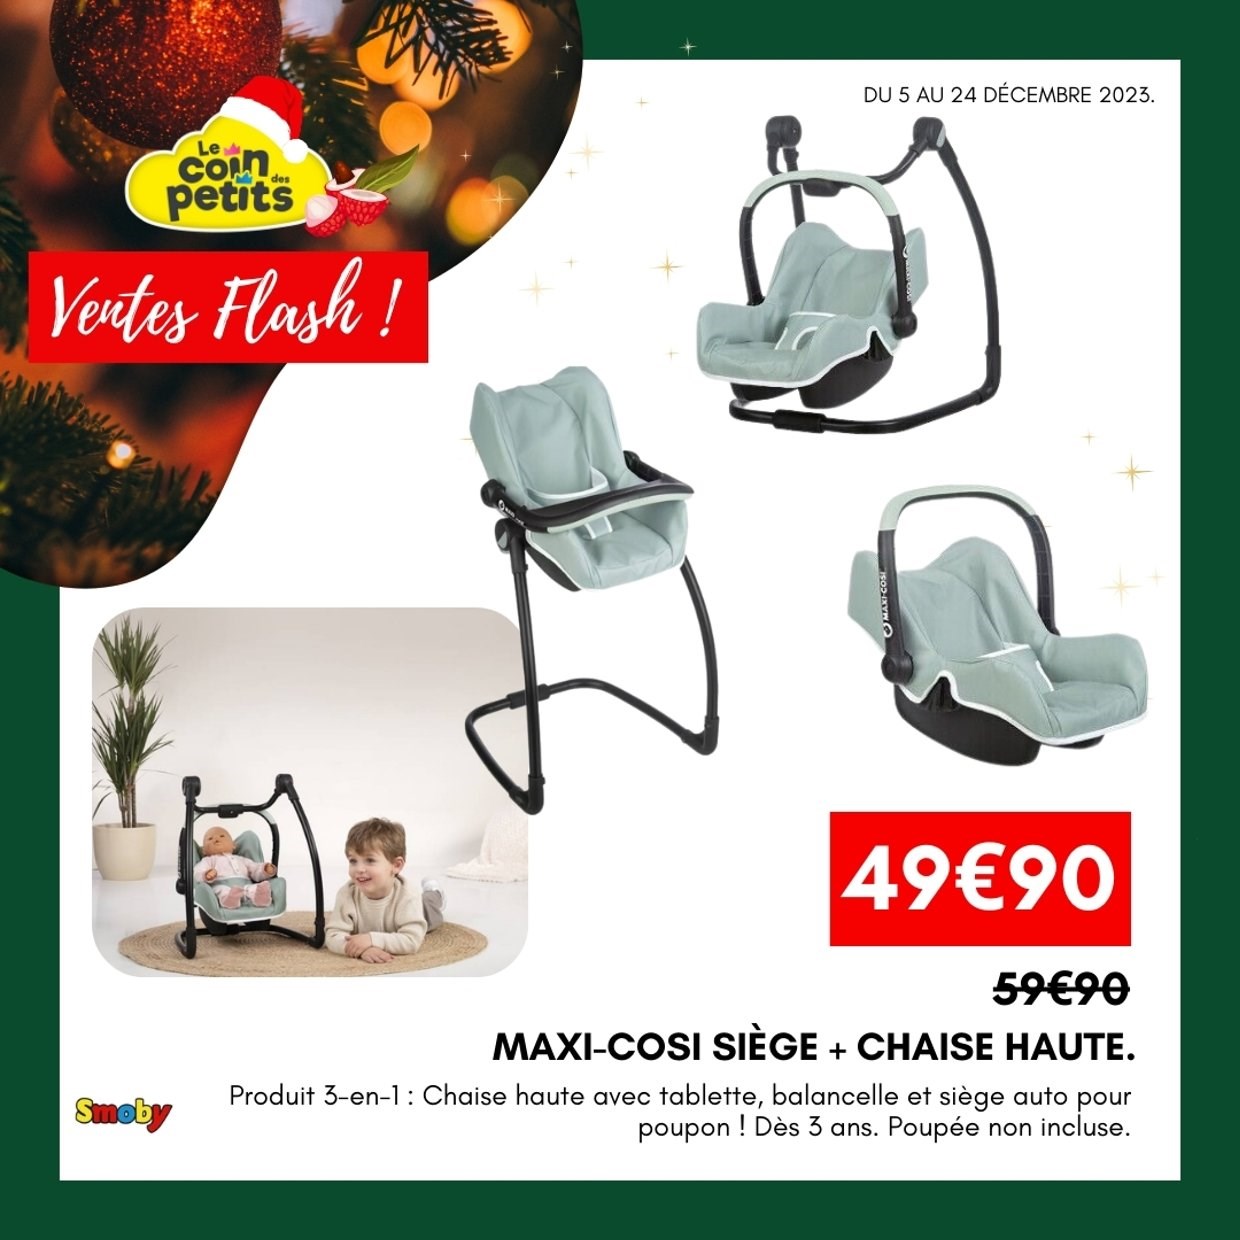 DU 5 AU 24 DÉCEMBRE 2023.
Le
coin
des
petits
Ventes Flash !
MAXI-COSI
MAXI-COSI
49€90
59€90
MAXI-COSI SIÈGE + CHAISE HAUTE.
Produit 3-en-1 : Chaise haute avec tablette, balancelle et siège auto pour
poupon ! Dès 3 ans. Poupée non incluse.
Smoby